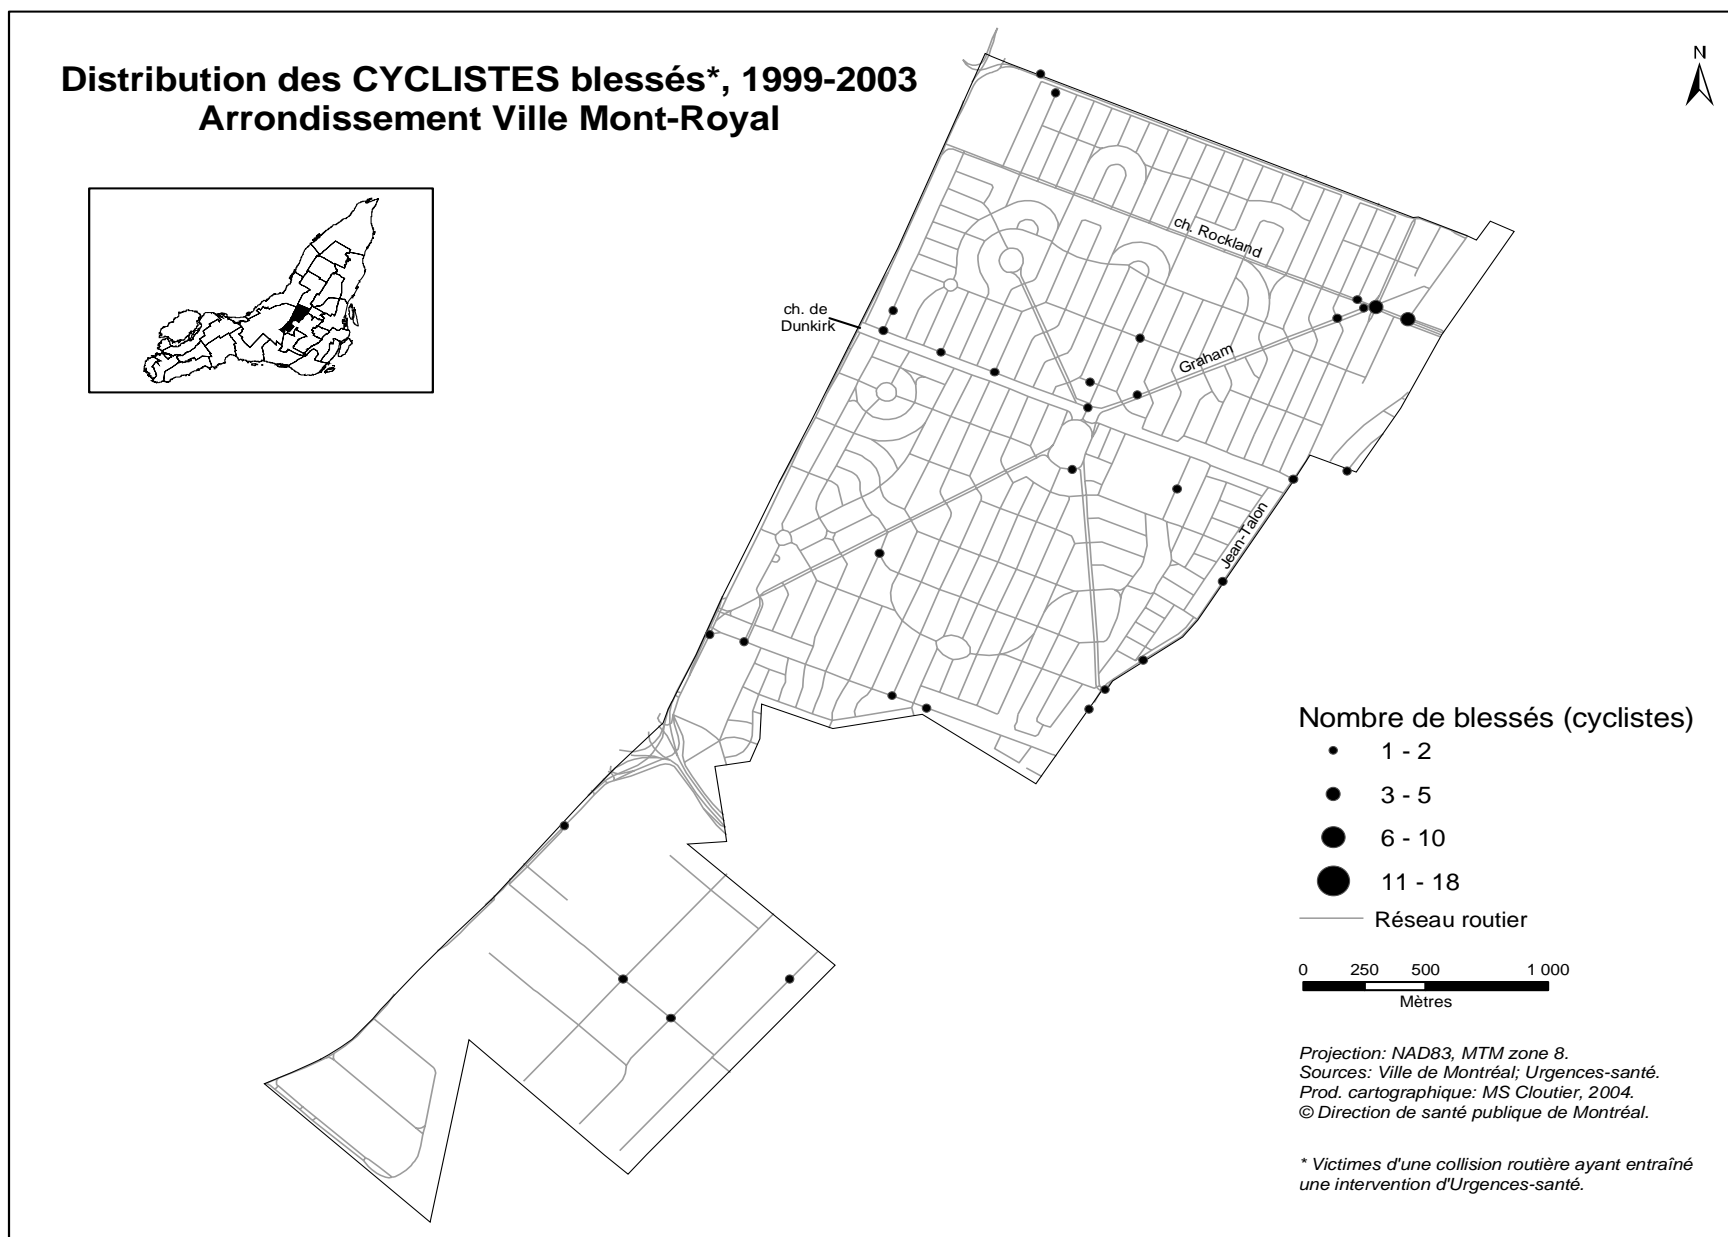 Distribution des CYCLISTES blessés*, 1999-2003
Arrondissement Ville Mont-Royal
N
ch. Rockland
ch. de
Dunkirk
Graham
Jean-Talon
Nombre de blessés (cyclistes)
1 - 2
3 - 5
6 - 10
11 - 18
Réseau routier
0 250 500 1 000
Mètres
Projection: NAD83, MTM zone 8.
Sources: Ville de Montréal; Urgences-santé.
Prod. cartographique: MS Cloutier, 2004.
© Direction de santé publique de Montréal.
* Victimes d'une collision routière ayant entraîné
une intervention d'Urgences-santé.